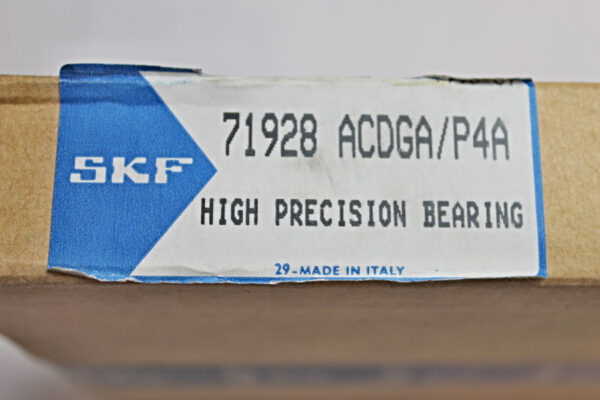 SKF
71928 ACDGA/P4A
HIGH PRECISION BEARING
29-MADE IN ITALY